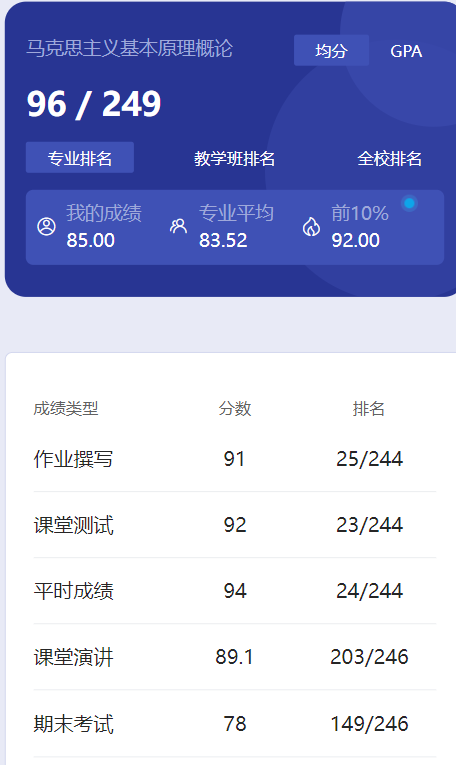 马克思主义基本原理概论
均分 GPA
96 / 249
专业排名 教学班排名 全校排名
我的成绩 专业平均 前10%
85.00 83.52 92.00
成绩类型 分数 排名
作业撰写 91 25/244
课堂测试 92 23/244
平时成绩 94 24/244
课堂演讲 89.1 203/246
期末考试 78 149/246